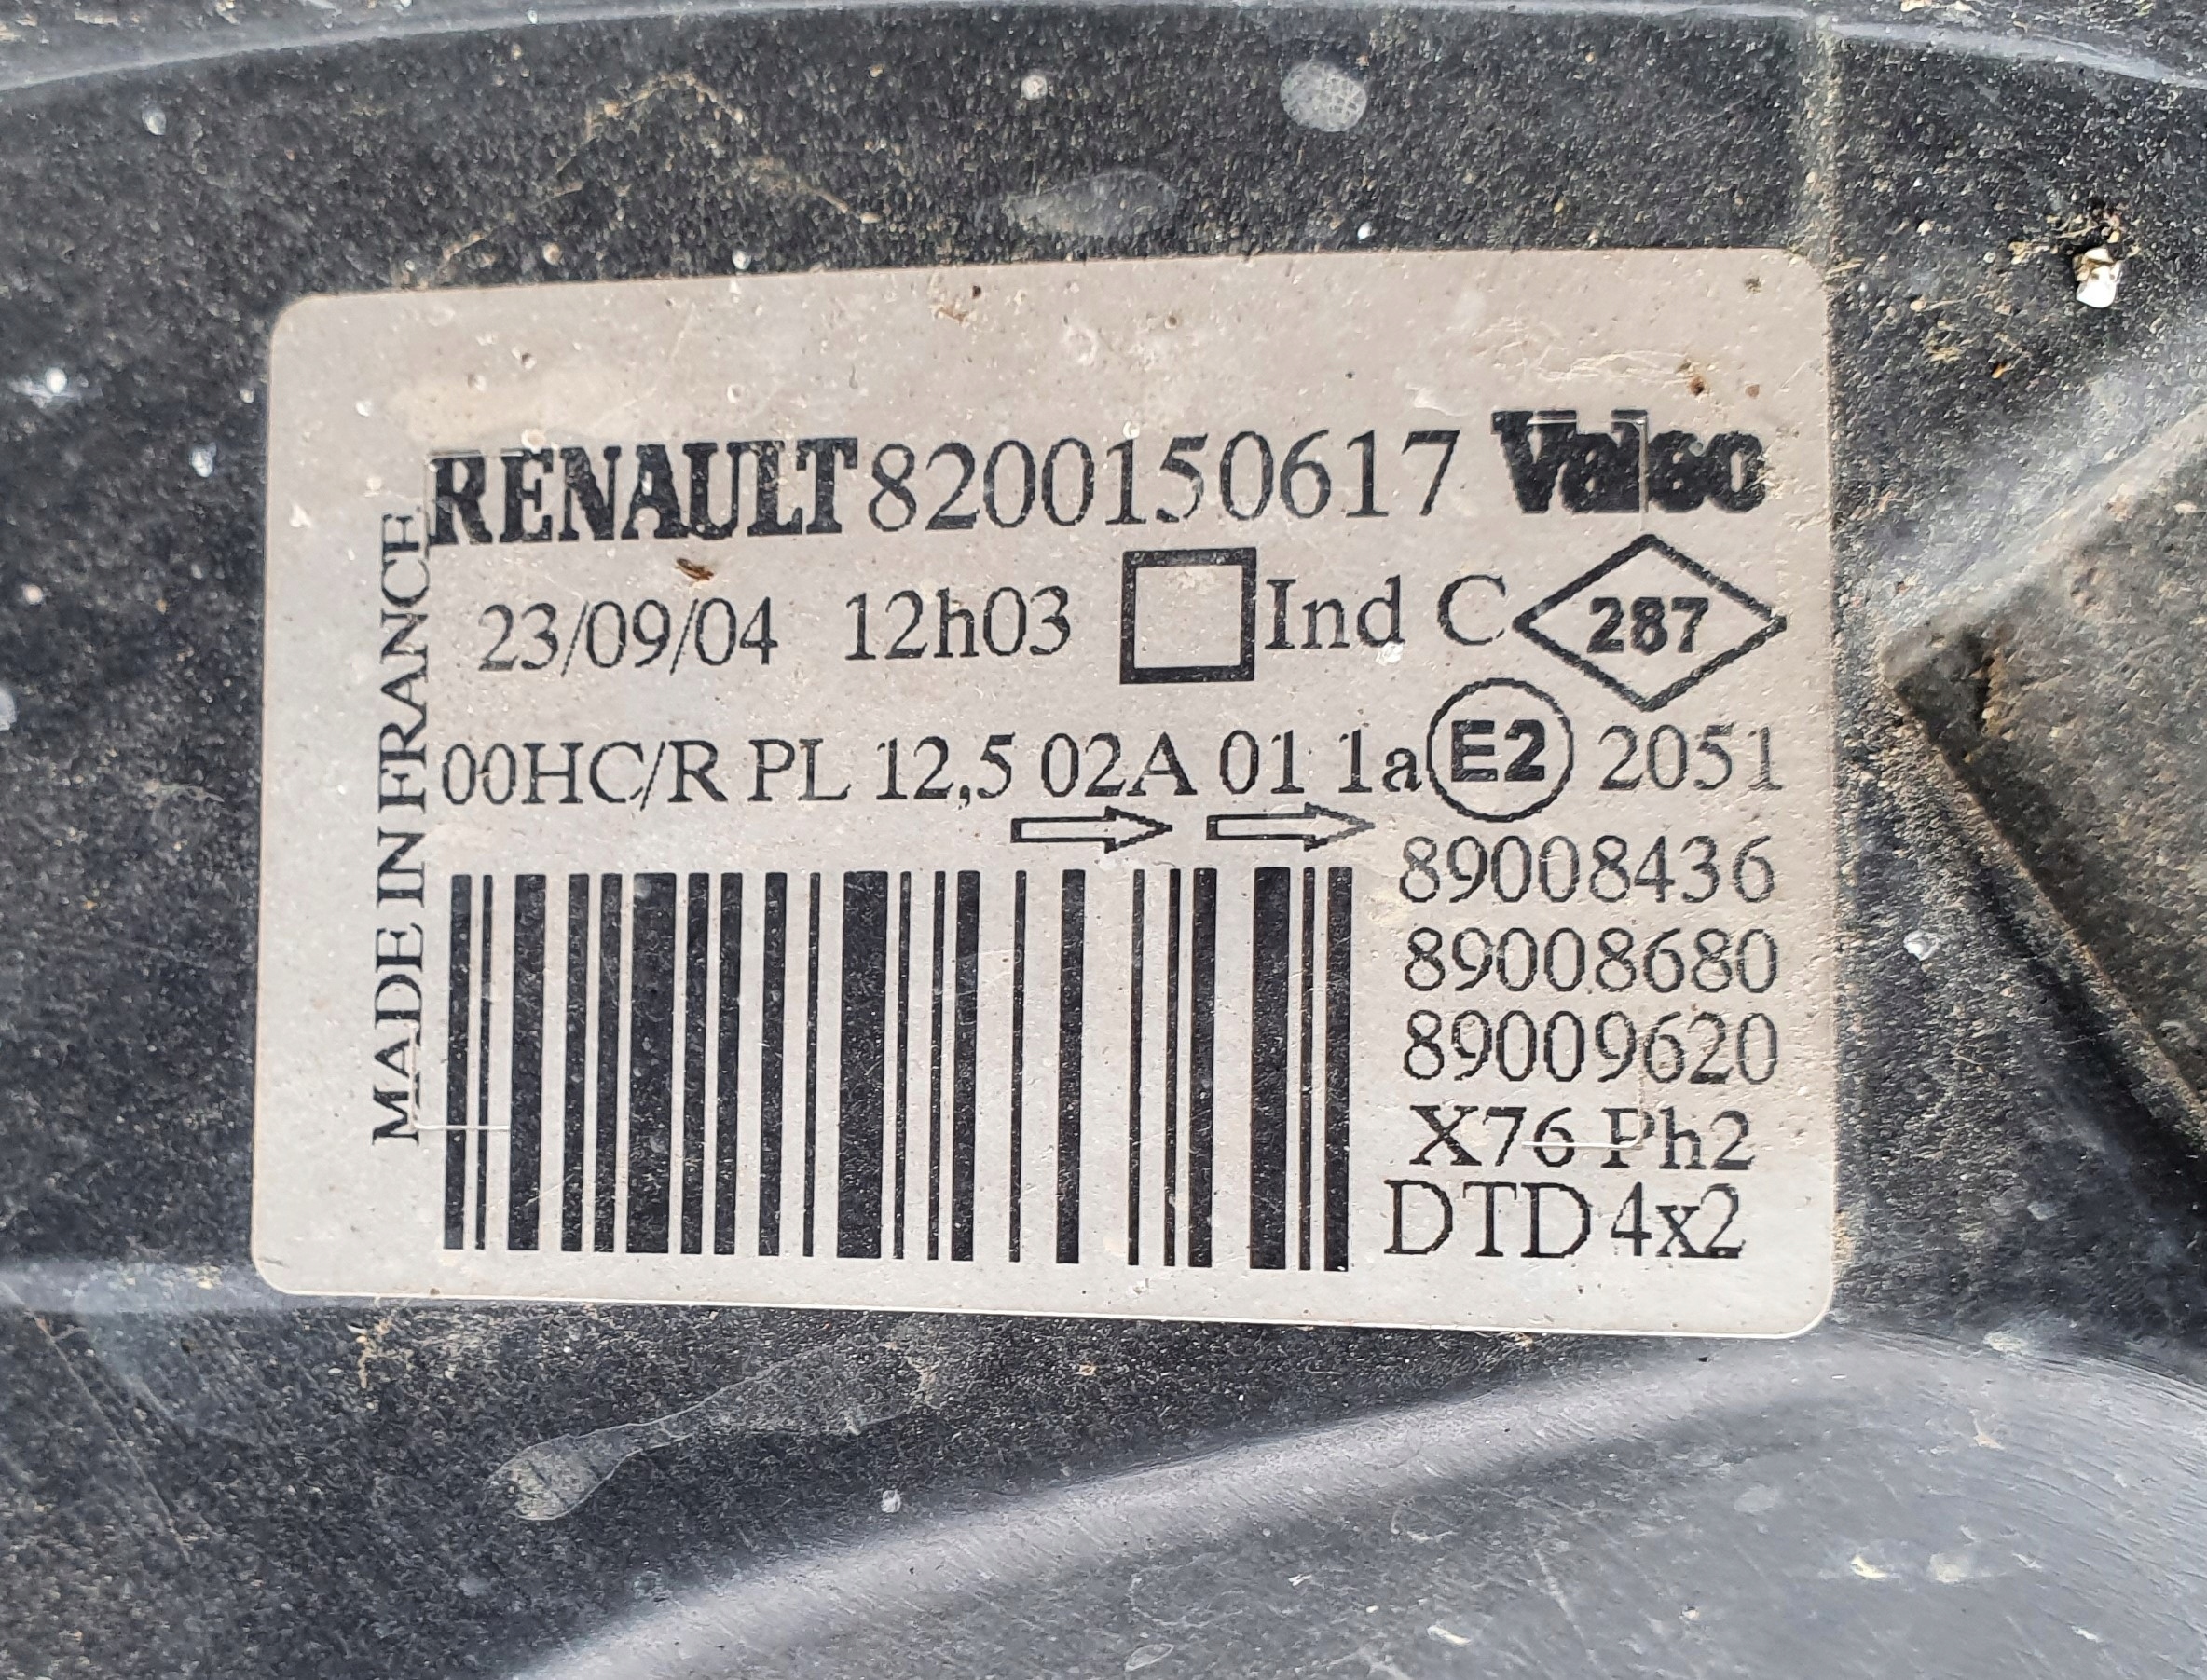 RENAULT 8200150617 Valeo
23/09/04 12h03 Ind C 287
00HC/R PL 12,5 02A 01 1a E2 2051
89008436
89008680
89009620
X76 Ph2
DTD 4x2
MADE IN FRANCE